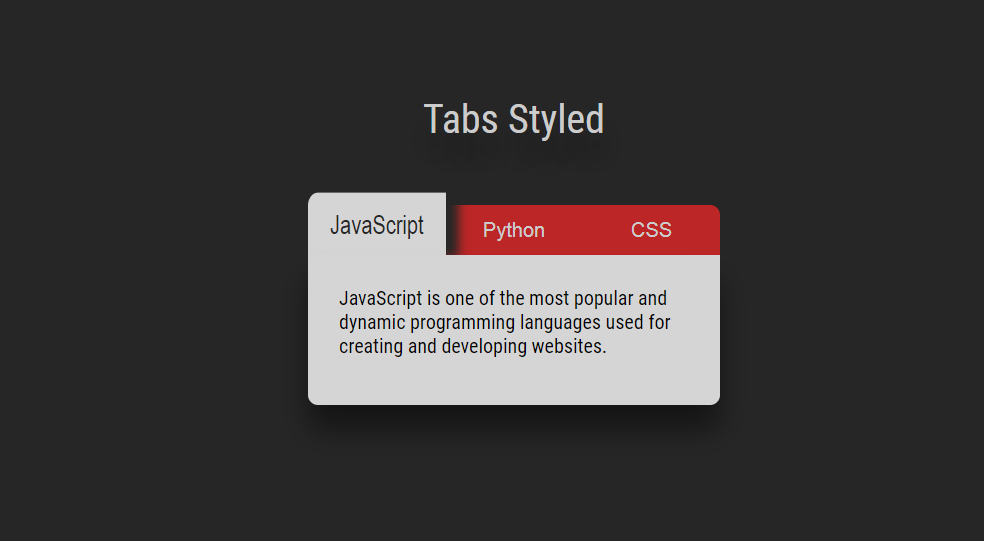 Tabs Styled
JavaScript
Python
CSS
JavaScript is one of the most popular and
dynamic programming languages used for
creating and developing websites.